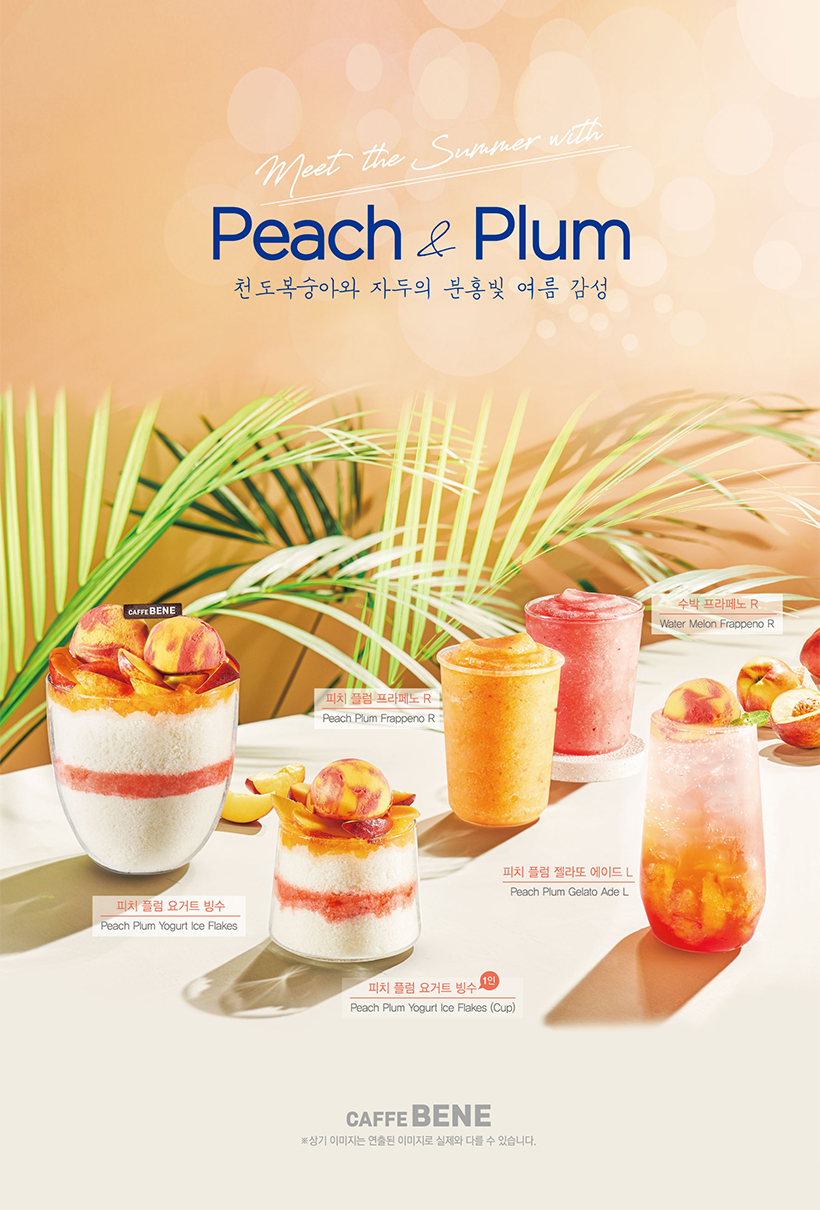 Meet the Summer with
Peach & Plum
천도복숭아와 자두의 분홍빛 여름 감성
CAFFE BENE
수박 프라페노 R
Water Melon Frappeno R
피치 플럼 프라페노 R
Peach Plum Frappeno R
피치 플럼 젤라또 에이드 L
Peach Plum Gelato Ade L
피치 플럼 요거트 빙수
Peach Plum Yogurt Ice Flakes
피치 플럼 요거트 빙수 1인
Peach Plum Yogurt Ice Flakes (Cup)
CAFFE BENE
※상기 이미지는 연출된 이미지로 실제와 다를 수 있습니다.